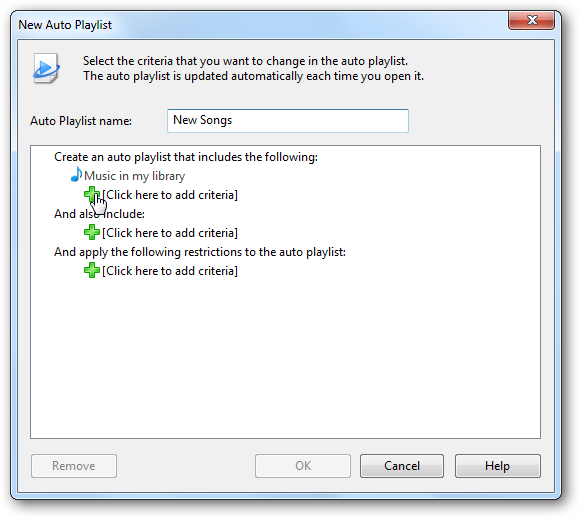 New Auto Playlist
Select the criteria that you want to change in the auto playlist.
The auto playlist is updated automatically each time you open it.
Auto Playlist name: New Songs
Create an auto playlist that includes the following:
Music in my library
[Click here to add criteria]
And also include:
[Click here to add criteria]
And apply the following restrictions to the auto playlist:
[Click here to add criteria]
Remove OK Cancel Help